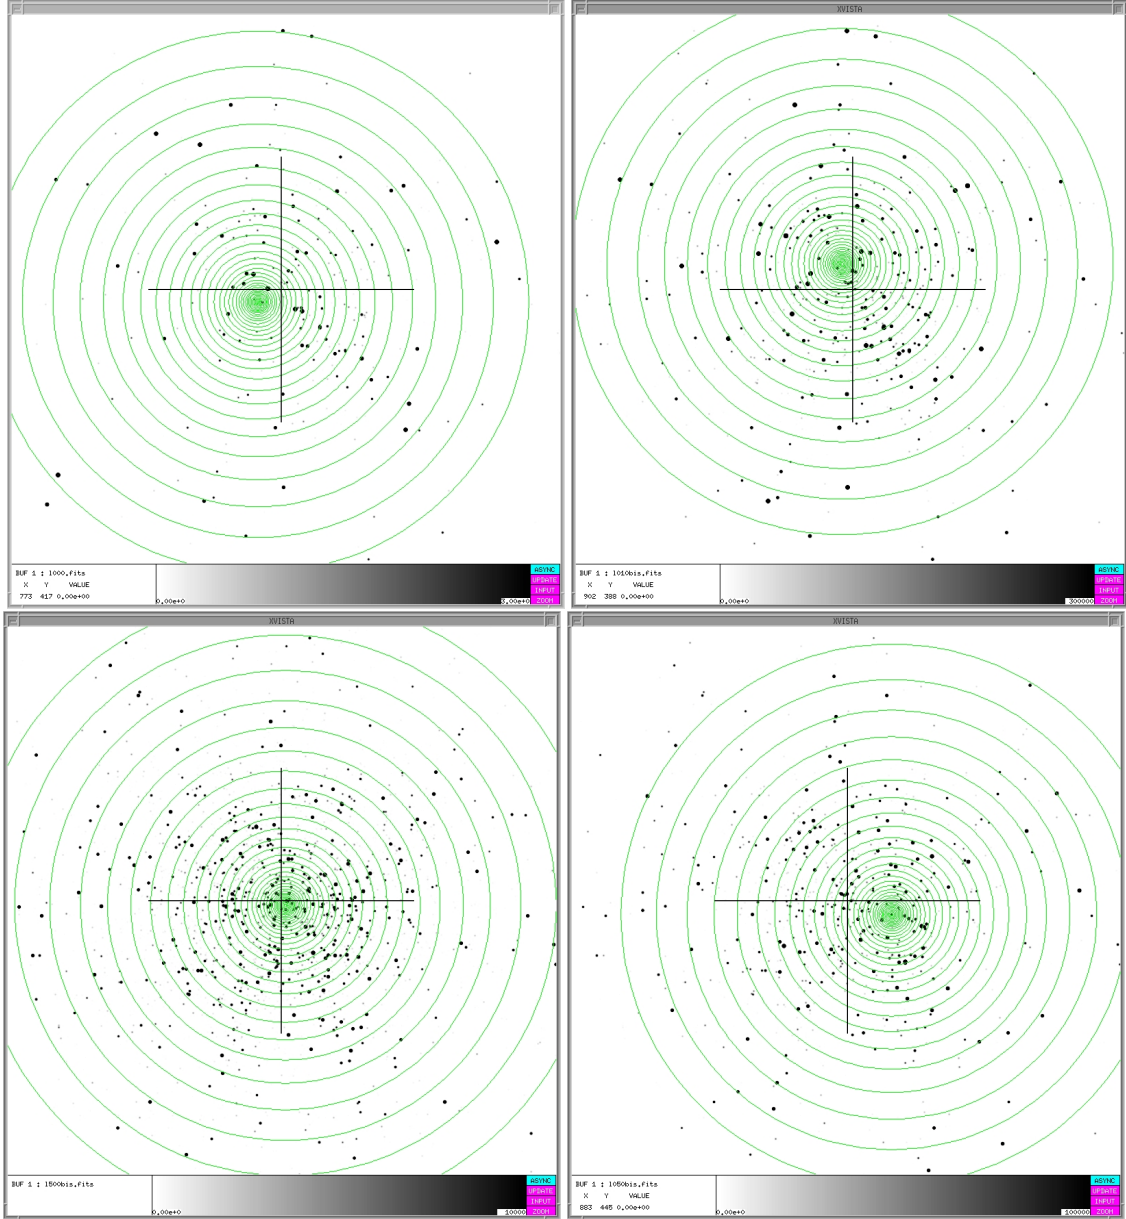 XVISTA
BUF 1 : 1000.fits
X Y VALUE
773 417 0.00e+00
0.00e+0
3.00e+0
ASYNC
UPDATE
INPUT
ZOOM
BUF 1 : 1010bis.fits
X Y VALUE
902 388 0.00e+00
0.00e+0
300000
ASYNC
UPDATE
INPUT
ZOOM
XVISTA
XVISTA
BUF 1 : 1500bis.fits
0.00e+0
10000
ASYNC
UPDATE
INPUT
ZOOM
BUF 1 : 1050bis.fits
X Y VALUE
883 445 0.00e+00
0.00e+0
100000
ASYNC
UPDATE
INPUT
ZOOM